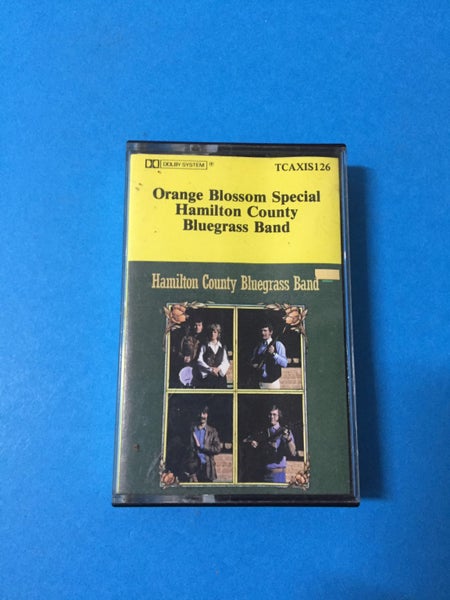 DOLBY SYSTEM ®
TCAXIS126
Orange Blossom Special
Hamilton County
Bluegrass Band
Hamilton County Bluegrass Band